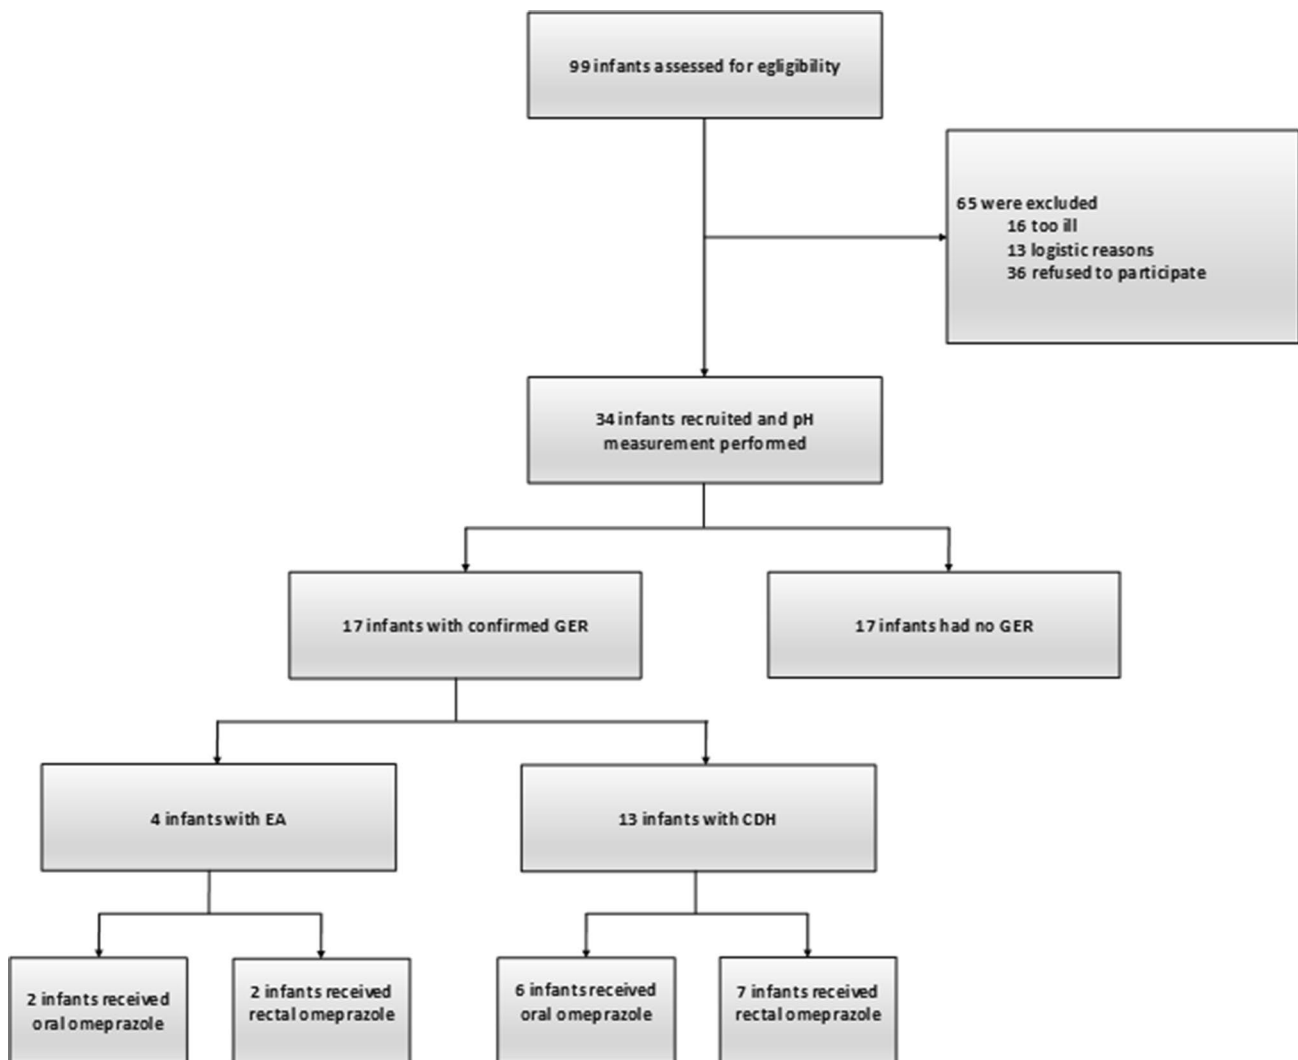 99 infants assessed for egligibility
65 were excluded
16 too ill
13 logistic reasons
36 refused to participate
34 infants recruited and pH
measurement performed
17 infants with confirmed GER
17 infants had no GER
4 infants with EA
13 infants with CDH
2 infants received
oral omeprazole
2 infants received
rectal omeprazole
6 infants received
oral omeprazole
7 infants received
rectal omeprazole